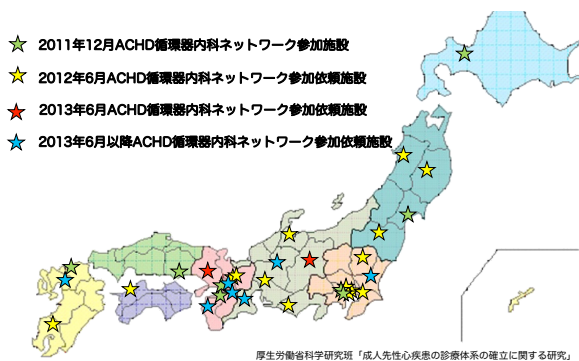 2011年12月ACHD循環器内科ネットワーク参加施設
2012年6月ACHD循環器内科ネットワーク参加依頼施設
2013年6月ACHD循環器内科ネットワーク参加依頼施設
2013年6月以降ACHD循環器内科ネットワーク参加依頼施設
厚生労働省科学研究班「成人先性心疾患の診療体系の確立に関する研究」